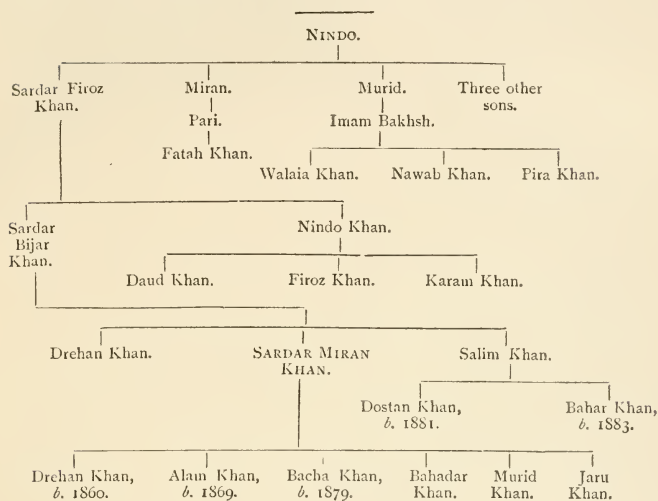 NINDO.
Sardar Firoz Khan.
Miran.
Murid.
Three other sons.
Pari.
Imam Bakhsh.
Fatah Khan.
Walaia Khan.
Nawab Khan.
Pira Khan.
Sardar Bijar Khan.
Nindo Khan.
Daud Khan.
Firoz Khan.
Karam Khan.
Drehan Khan.
SARDAR MIRAN KHAN.
Salim Khan.
Dostan Khan, b. 1881.
Bahar Khan, b. 1883.
Drehan Khan, b. 1860.
Alam Khan, b. 1869.
Bacha Khan, b. 1879.
Bahadar Khan.
Murid Khan.
Jaru Khan.